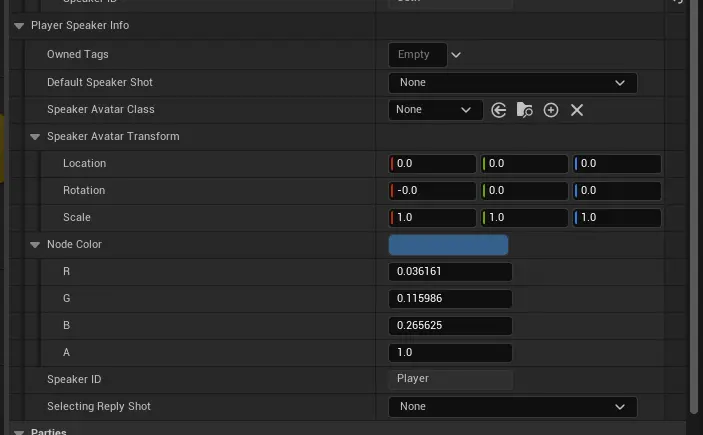 Speaker ID
Player Speaker Info
Owned Tags Empty
Default Speaker Shot None
Speaker Avatar Class None
Speaker Avatar Transform
Location 0.0 0.0 0.0
Rotation -0.0 0.0 0.0
Scale 1.0 1.0 1.0
Node Color
R 0.036161
G 0.115986
B 0.265625
A 1.0
Speaker ID Player
Selecting Reply Shot None
Parties